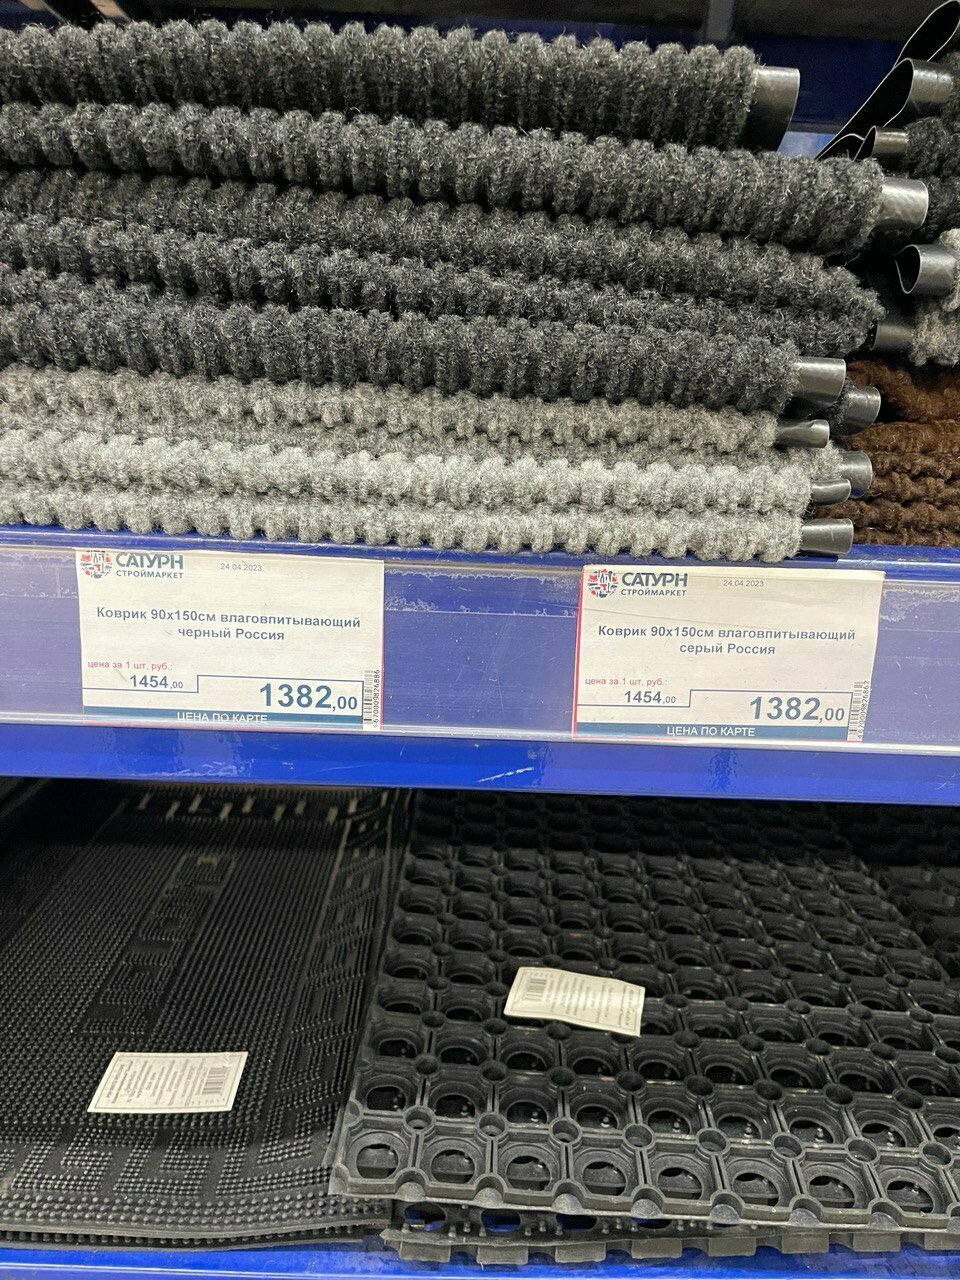 САТУРН
СТРОЙМАРКЕТ
24.04.2023
Коврик 90х150см влаговпитывающий
черный Россия
цена за 1 шт, руб.:
1454,00
1382,00
ЦЕНА ПО КАРТЕ
САТУРН
СТРОЙМАРКЕТ
24.04.2023
Коврик 90х150см влаговпитывающий
серый Россия
цена за 1 шт, руб.:
1454,00
1382,00
ЦЕНА ПО КАРТЕ